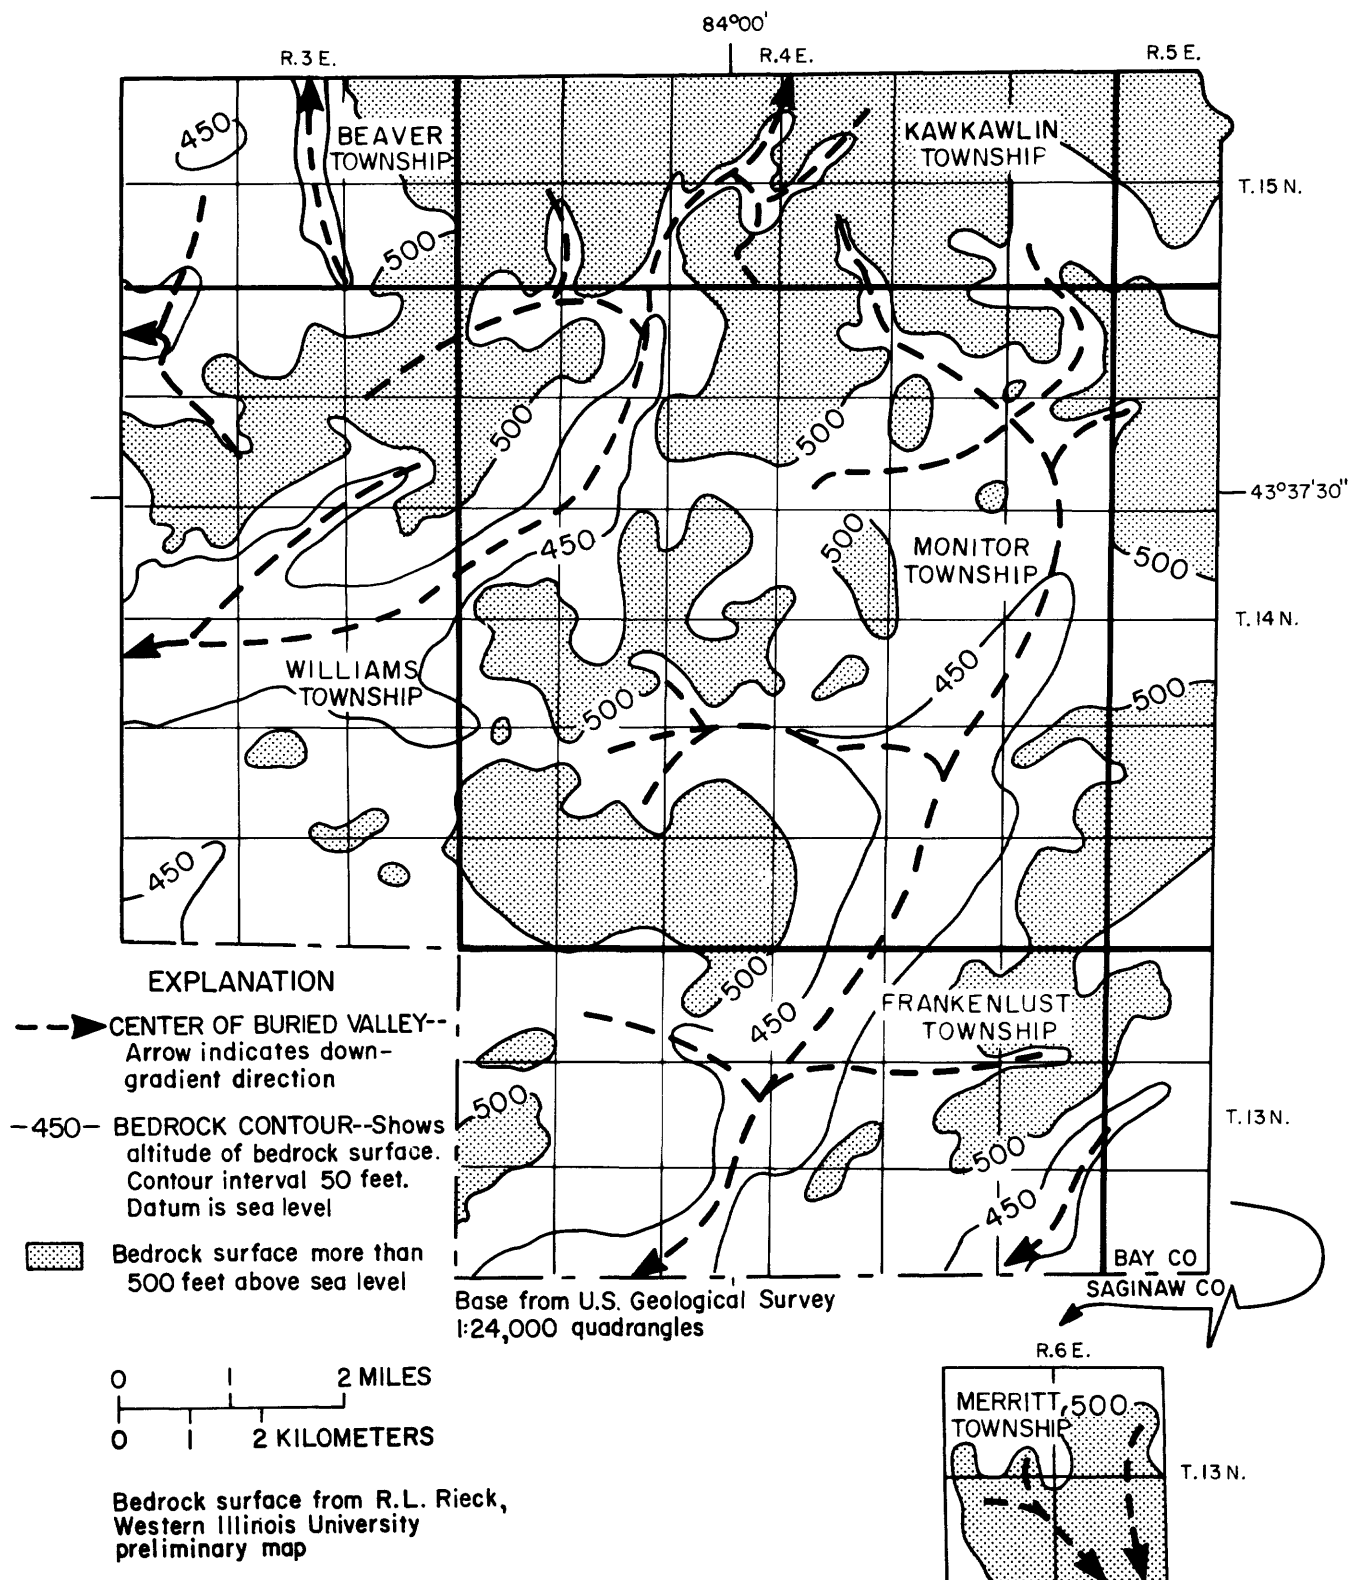 84°00'
R.3 E.
R.4 E.
R.5 E.
450
BEAVER
TOWNSHIP
KAWKAWLIN
TOWNSHIP
T.15 N.
500
500
500
43°37'30"
450
500
MONITOR
TOWNSHIP
500
T.14 N.
WILLIAMS
TOWNSHIP
450
500
500
450
EXPLANATION
CENTER OF BURIED VALLEY--
Arrow indicates down-
gradient direction
-450- BEDROCK CONTOUR--Shows
altitude of bedrock surface.
Contour interval 50 feet.
Datum is sea level
Bedrock surface more than
500 feet above sea level
500
450
FRANKENLUST
TOWNSHIP
500
500
450
T.13 N.
BAY CO
SAGINAW CO
Base from U.S. Geological Survey
1:24,000 quadrangles
0 1 2 MILES
0 1 2 KILOMETERS
Bedrock surface from R.L. Rieck,
Western Illinois University
preliminary map
R.6 E.
MERRITT
TOWNSHIP
500
T.13 N.